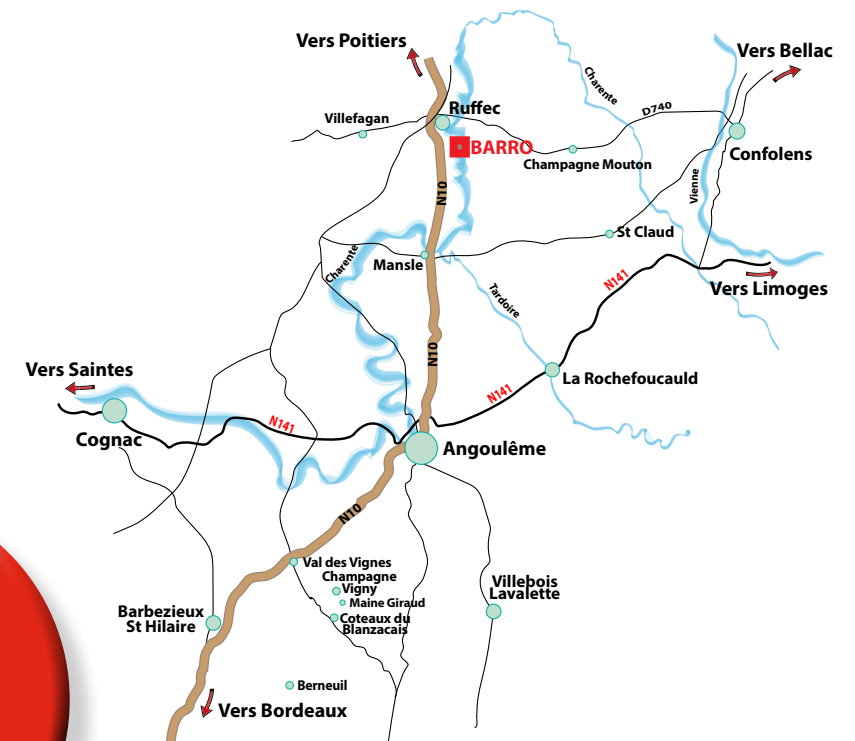 Vers Poitiers
Vers Bellac
Charente
D740
Ruffec
Villefagan
BARRO
Champagne Mouton
Confolens
Vienne
N10
St Claud
Charente
Mansle
N141
Vers Limoges
Tardoire
N10
Vers Saintes
La Rochefoucauld
N141
Cognac
N141
Angoulême
N10
Val des Vignes
Champagne
Vigny
Maine Giraud
Coteaux du
Blanzacais
Villebois
Lavalette
Barbezieux
St Hilaire
Berneuil
Vers Bordeaux